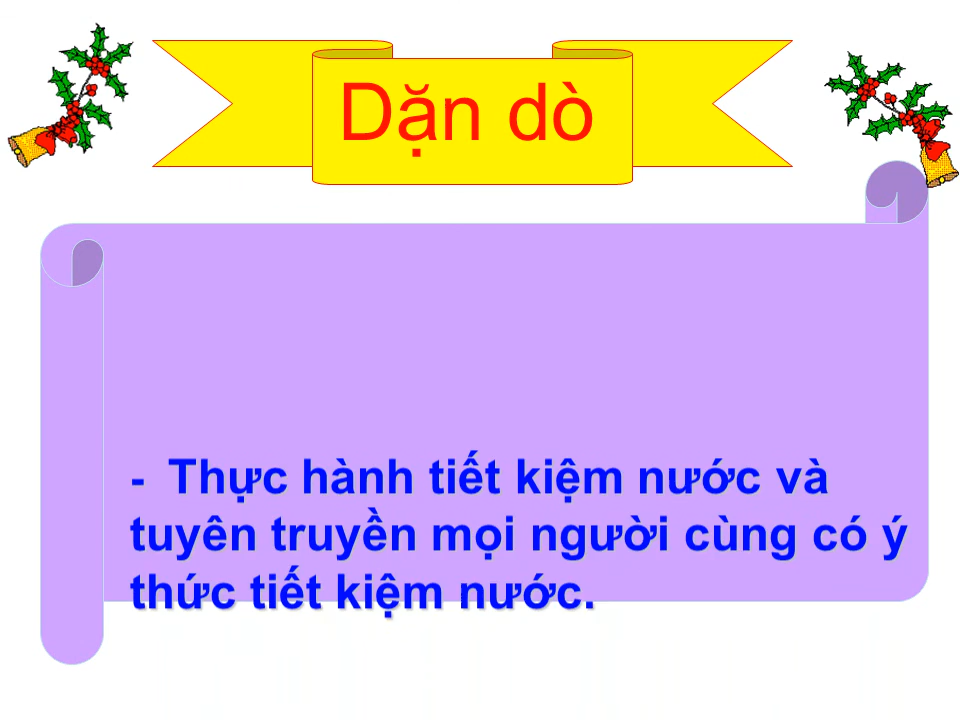 Dặn dò
- Thực hành tiết kiệm nước và
tuyên truyền mọi người cùng có ý
thức tiết kiệm nước.